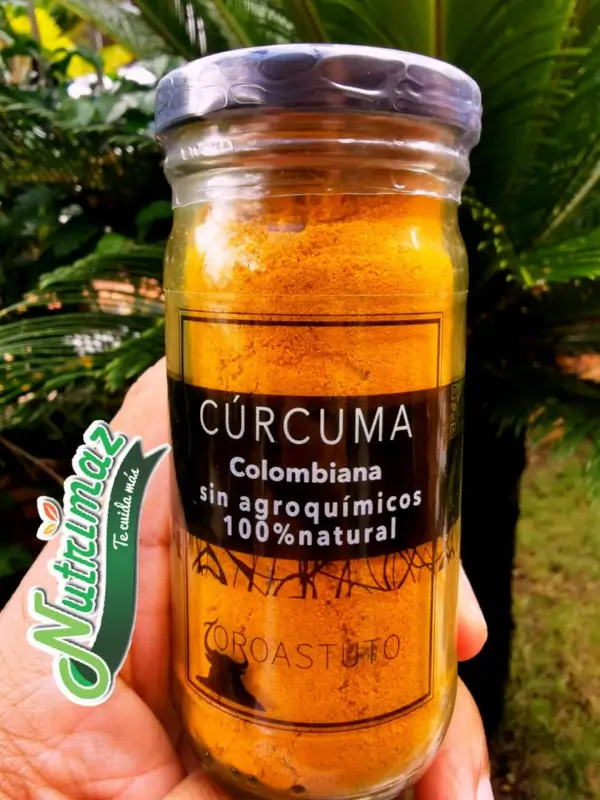 CÚRCUMA
Colombiana
sin agroquímicos
100%natural
TOROASTUTO
Nutrimaz
Te cuida más